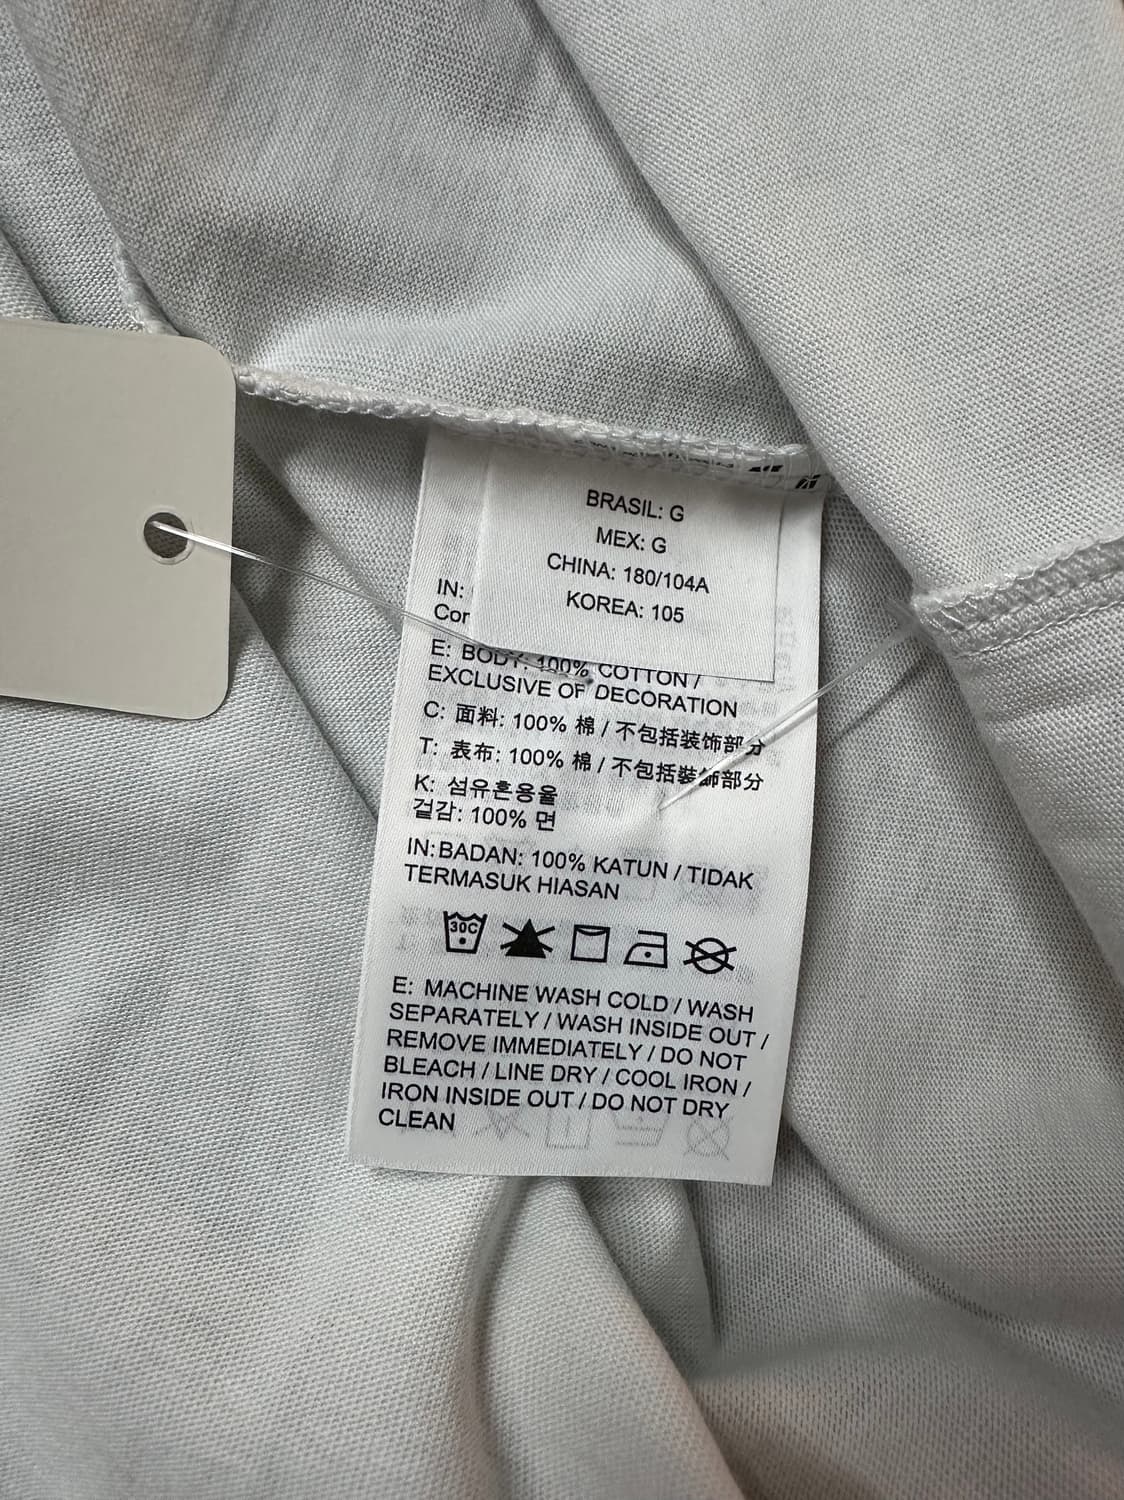 BRASIL: G
MEX: G
CHINA: 180/104A
KOREA: 105
IN:
Cor
E: BODY: 100% COTTON /
EXCLUSIVE OF DECORATION
C: 面料: 100% 棉 / 不包括装饰部分
T: 表布: 100% 棉 / 不包括裝飾部分
K: 섬유혼용율
겉감: 100% 면
IN: BADAN: 100% KATUN / TIDAK
TERMASUK HIASAN
30C
E: MACHINE WASH COLD / WASH
SEPARATELY / WASH INSIDE OUT /
REMOVE IMMEDIATELY / DO NOT
BLEACH / LINE DRY / COOL IRON /
IRON INSIDE OUT / DO NOT DRY
CLEAN